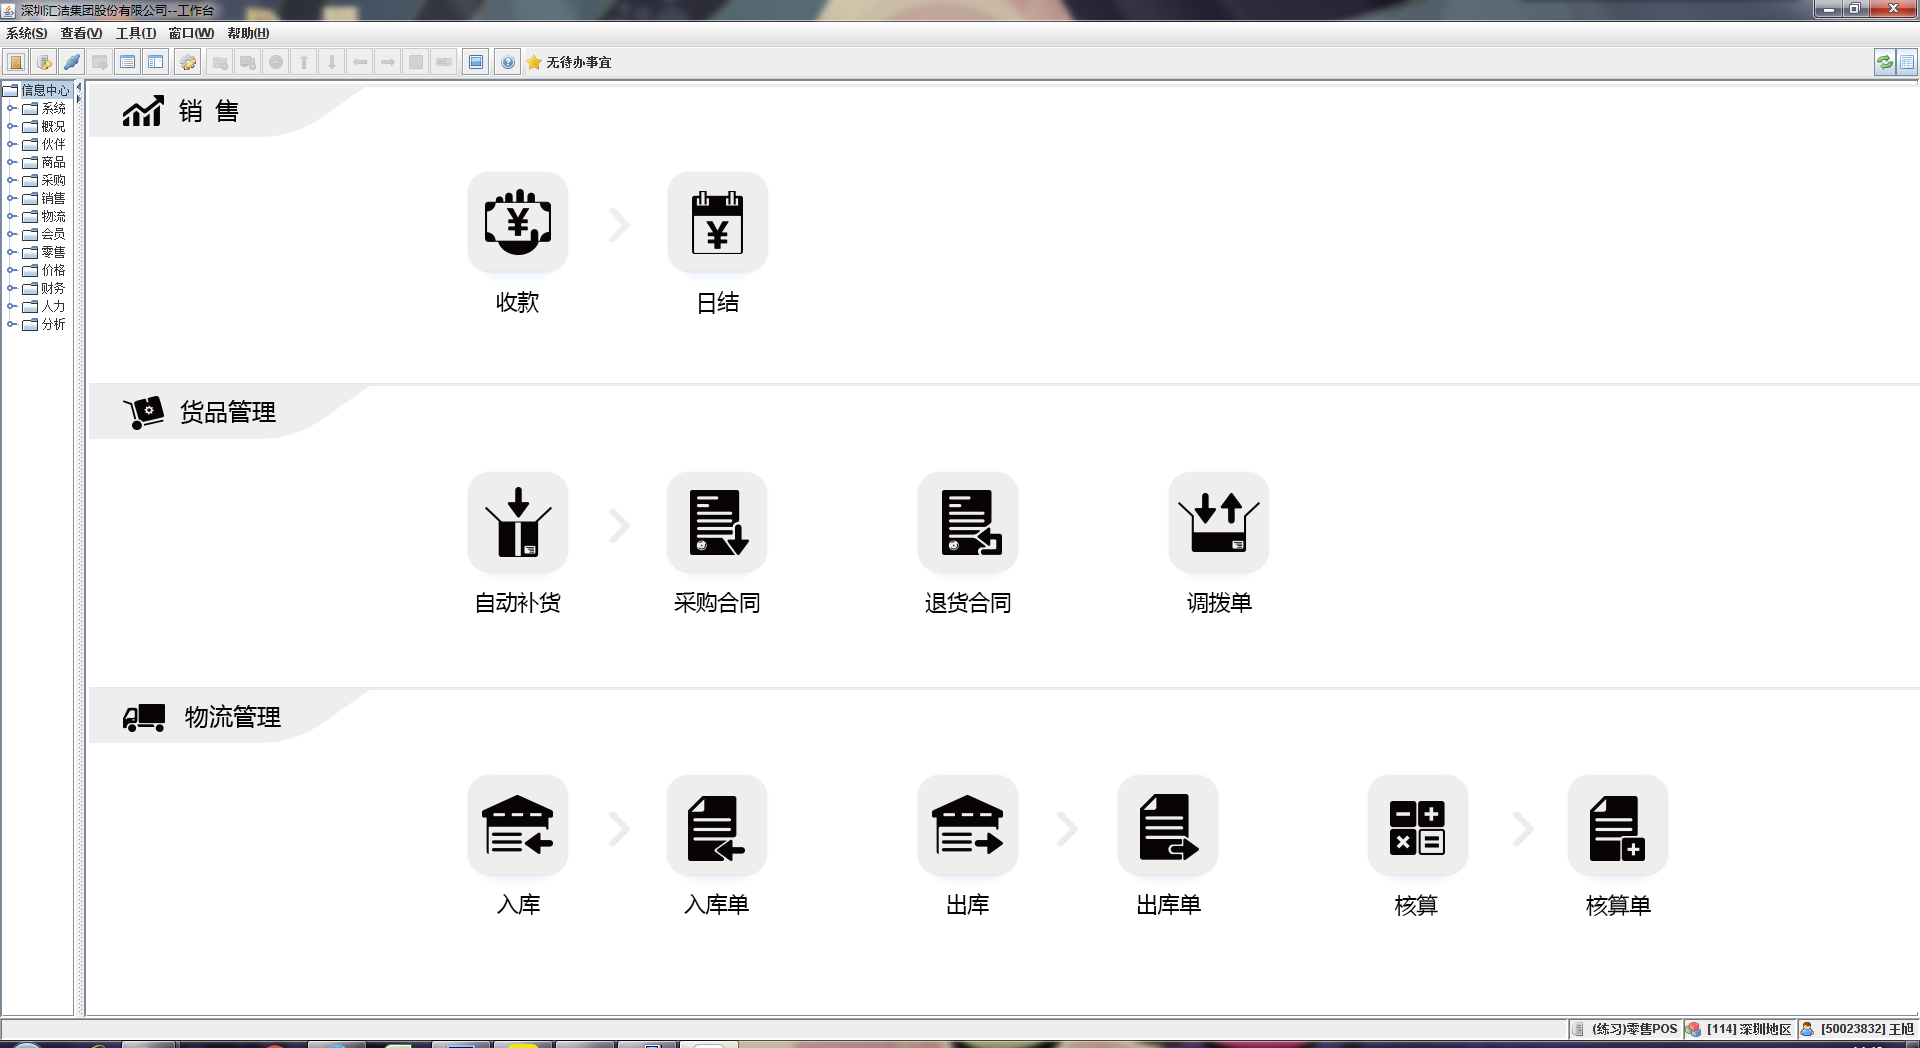 深圳汇洁集团股份有限公司--工作台
系统(S) 查看(V) 工具(T) 窗口(W) 帮助(H)
无待办事宜
信息中心
系统
概况
伙伴
商品
采购
销售
物流
会员
零售
价格
财务
人力
分析
销 售
收款 日结
货品管理
自动补货 采购合同 退货合同 调拨单
物流管理
入库 入库单 出库 出库单 核算 核算单
(练习)零售POS [114] 深圳地区 [50023832] 王旭